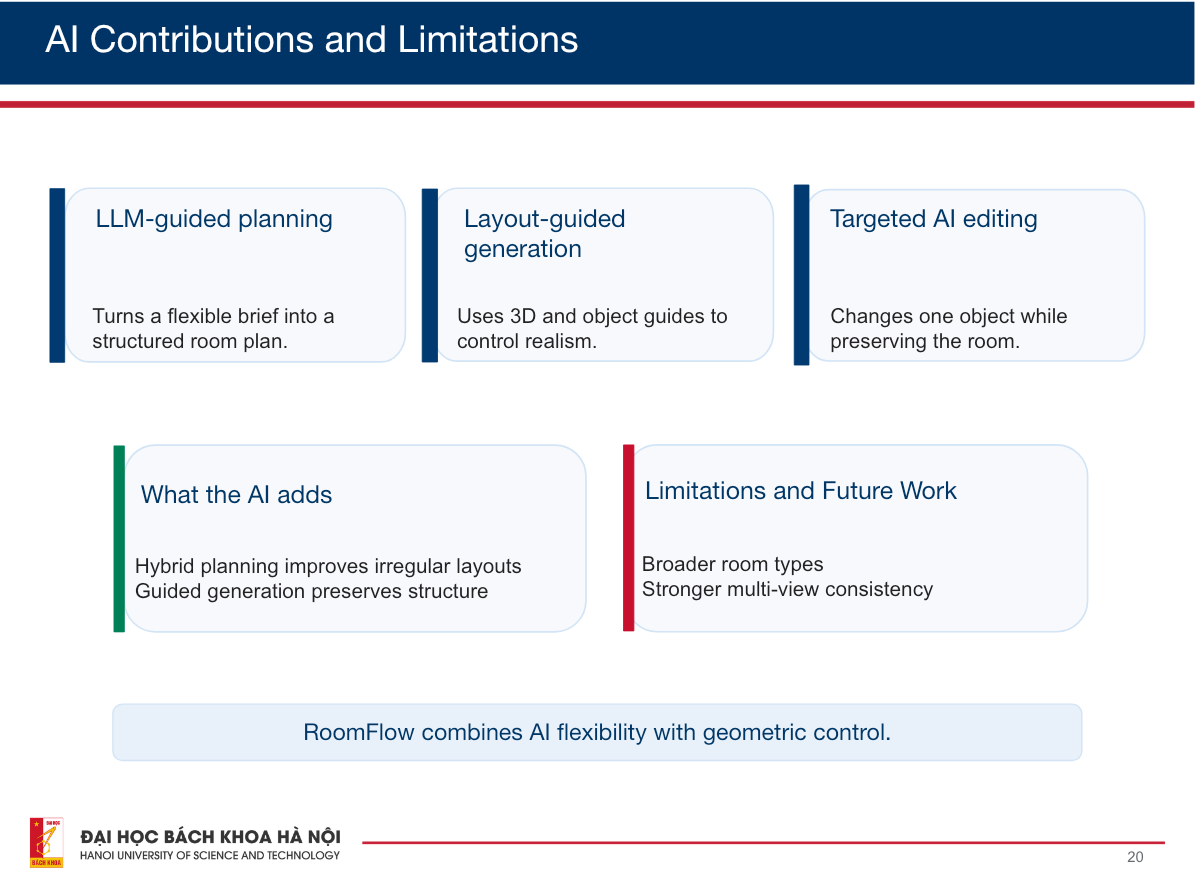 AI Contributions and Limitations
LLM-guided planning
Turns a flexible brief into a
structured room plan.
Layout-guided
generation
Uses 3D and object guides to
control realism.
Targeted AI editing
Changes one object while
preserving the room.
What the AI adds
Hybrid planning improves irregular layouts
Guided generation preserves structure
Limitations and Future Work
Broader room types
Stronger multi-view consistency
RoomFlow combines AI flexibility with geometric control.
ĐẠI HỌC
BÁCH KHOA
ĐẠI HỌC BÁCH KHOA HÀ NỘI
HANOI UNIVERSITY OF SCIENCE AND TECHNOLOGY
20